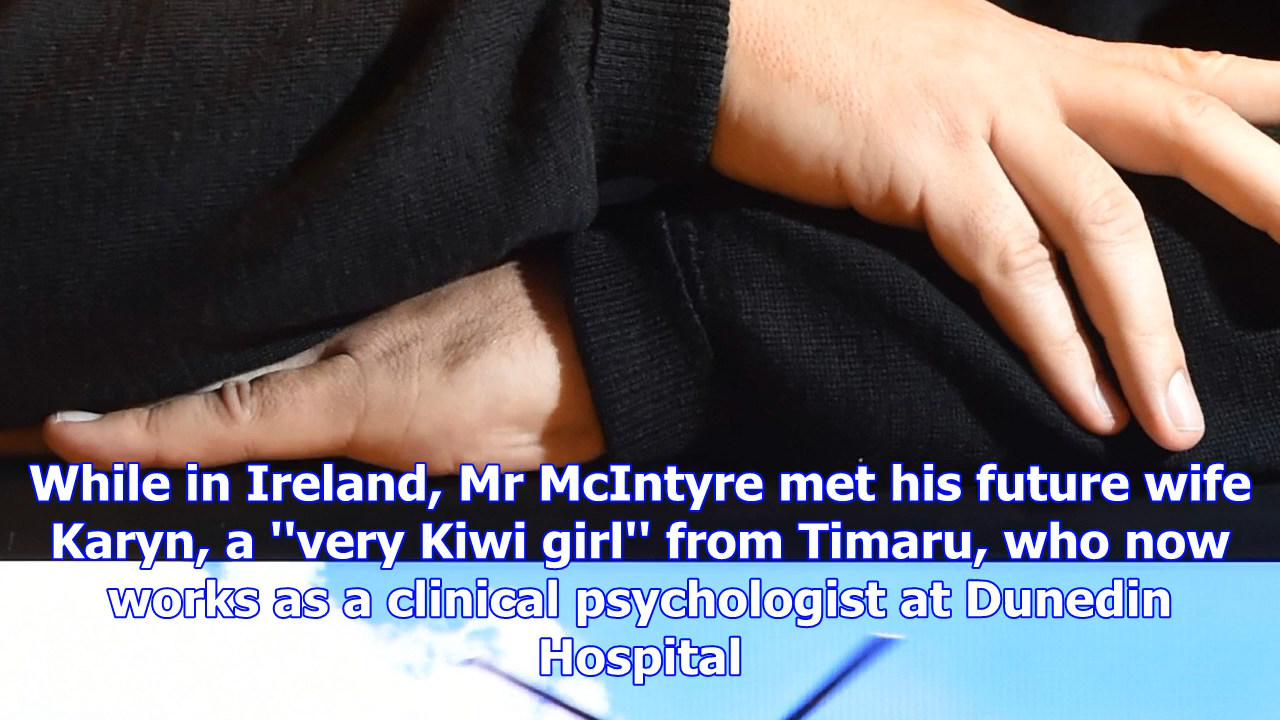 While in Ireland, Mr McIntyre met his future wife
Karyn, a ''very Kiwi girl'' from Timaru, who now
works as a clinical psychologist at Dunedin
Hospital